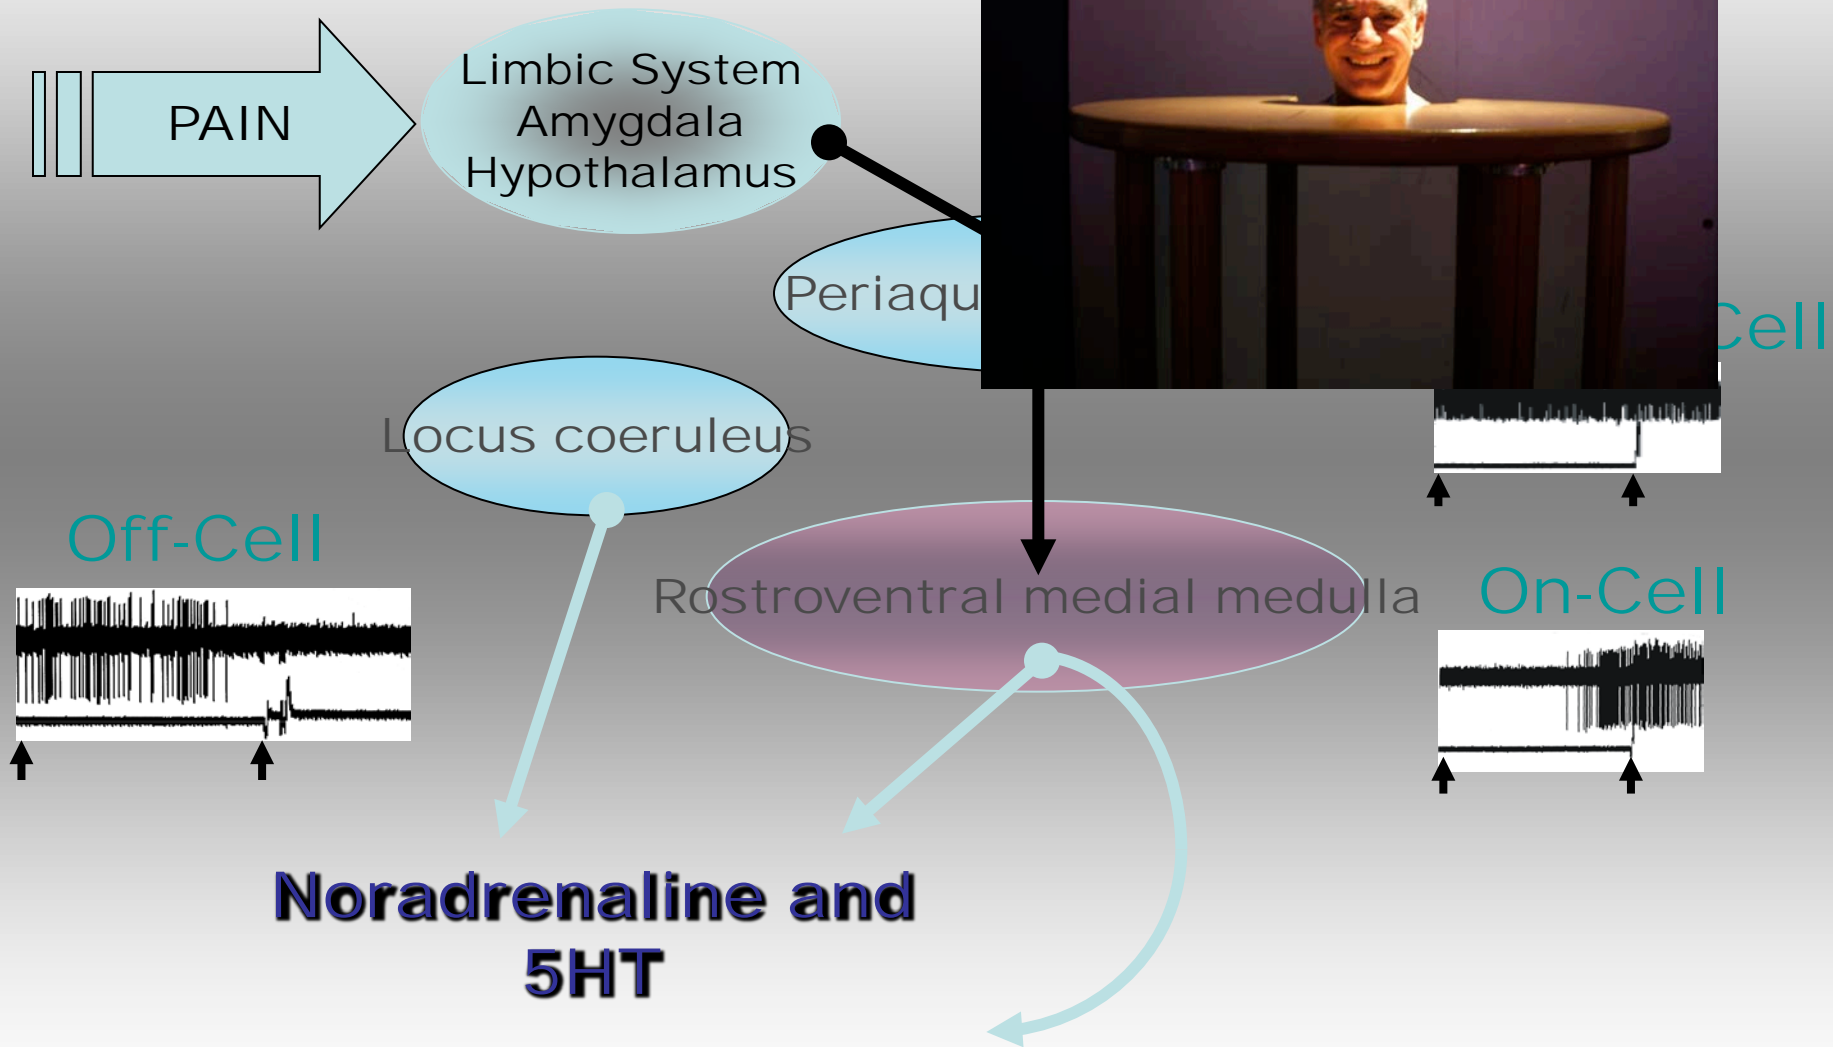 PAIN
Limbic System
Amygdala
Hypothalamus
Periaqu
Cell
Locus coeruleus
Off-Cell
Rostroventral medial medulla
On-Cell
Noradrenaline and
5HT